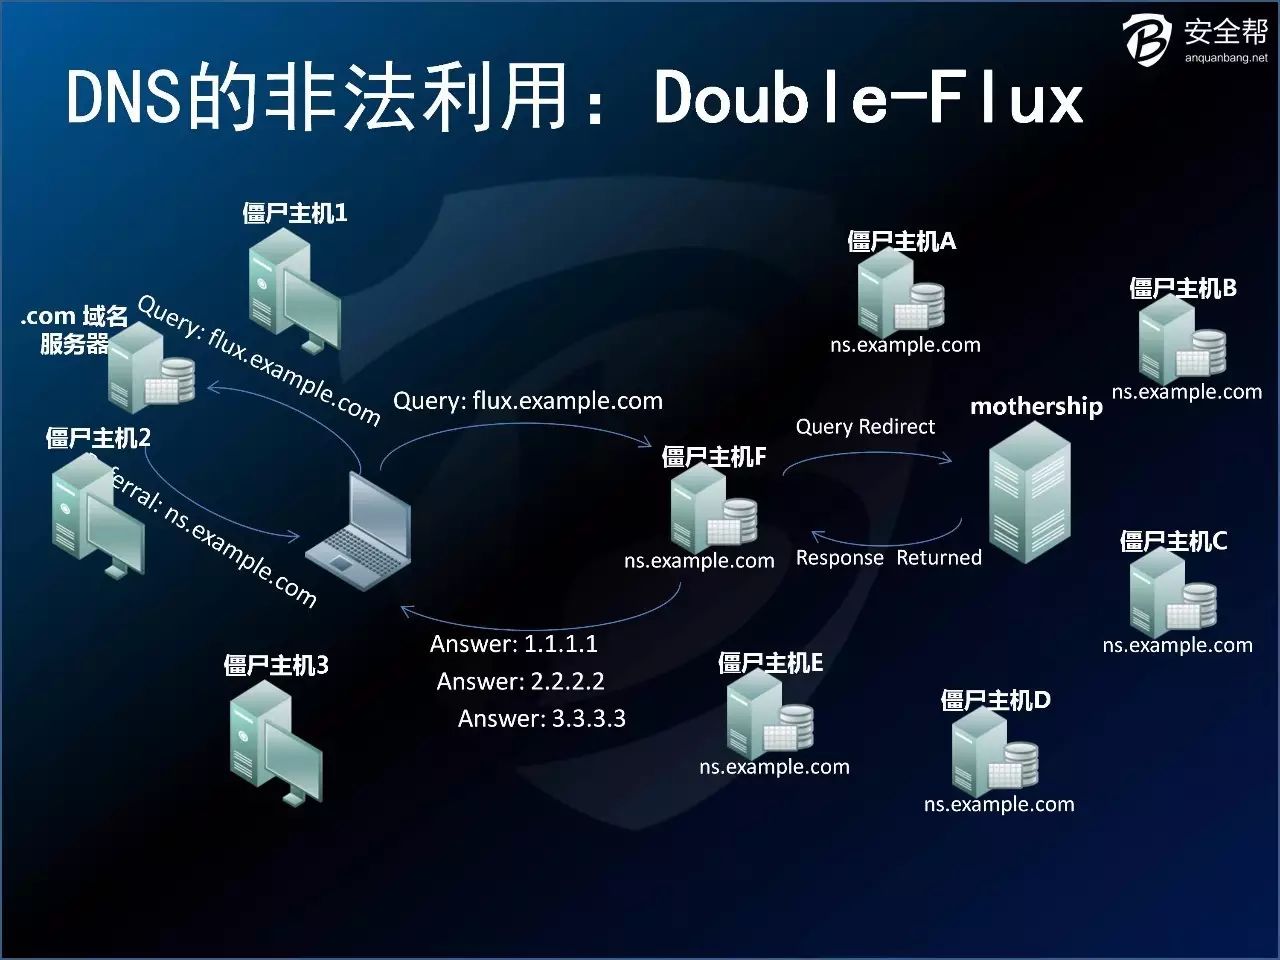 安全帮
anquanbang.net
DNS的非法利用：Double-Flux
僵尸主机1
.com 域名
服务器
Query: flux.example.com
僵尸主机2
erral: ns.example.com
僵尸主机3
Query: flux.example.com
僵尸主机F
ns.example.com
Query Redirect
mothership
Response Returned
Answer: 1.1.1.1
Answer: 2.2.2.2
Answer: 3.3.3.3
僵尸主机A
ns.example.com
僵尸主机B
ns.example.com
僵尸主机C
ns.example.com
僵尸主机E
ns.example.com
僵尸主机D
ns.example.com